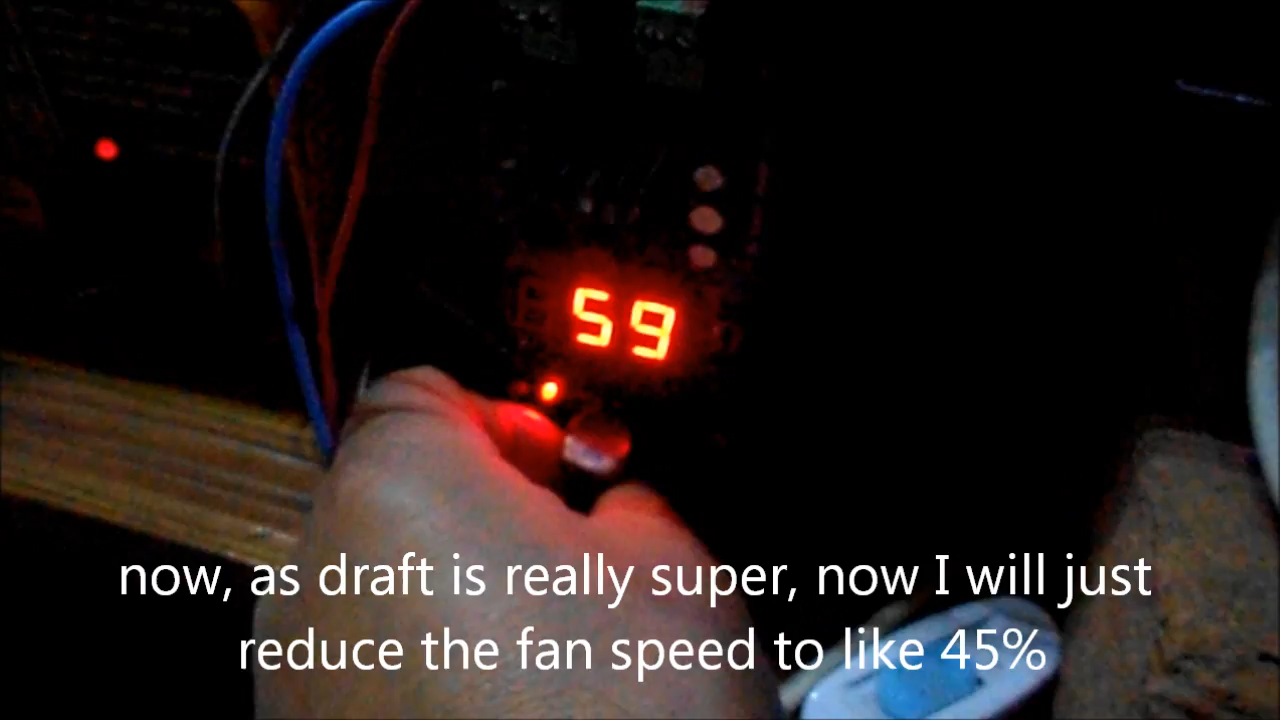 59
now, as draft is really super, now I will just
reduce the fan speed to like 45%